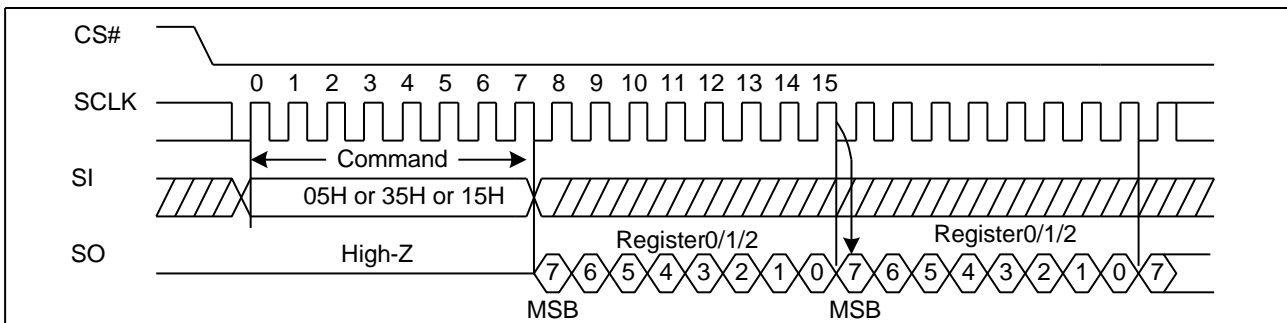 CS#
0 1 2 3 4 5 6 7 8 9 10 11 12 13 14 15
SCLK
Command
SI
05H or 35H or 15H
Register0/1/2 Register0/1/2
SO
High-Z
7 6 5 4 3 2 1 0 7 6 5 4 3 2 1 0 7
MSB MSB